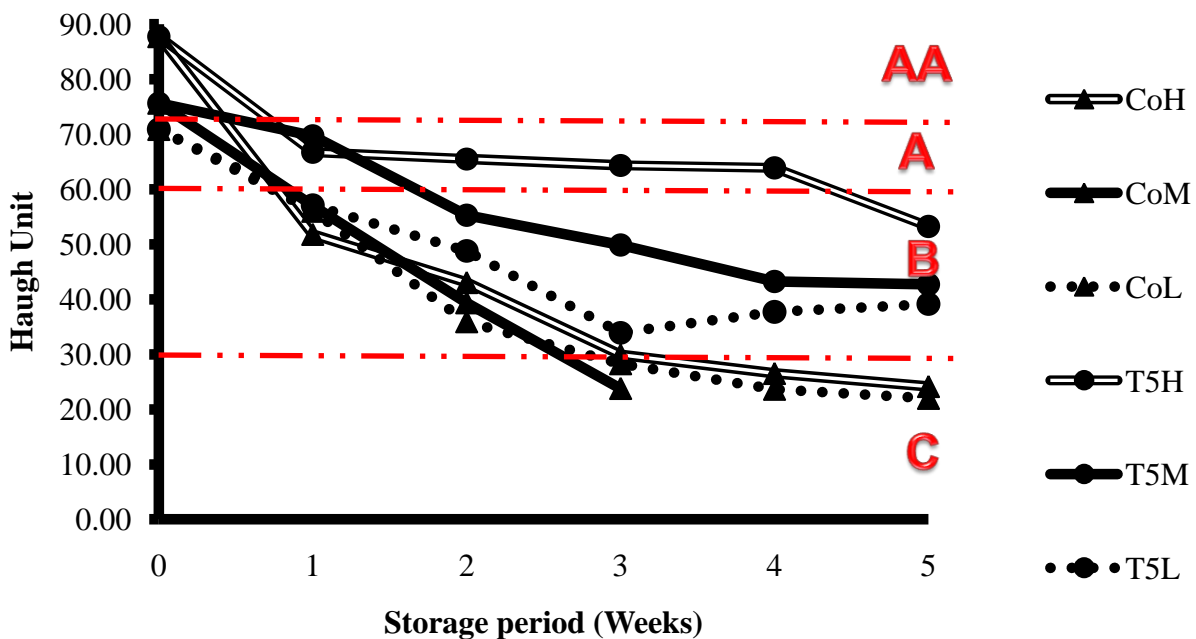 90.00
80.00
70.00
60.00
50.00
40.00
30.00
20.00
10.00
0.00
Haugh Unit
0 1 2 3 4 5
Storage period (Weeks)
AA
A
B
C
CoH
CoM
CoL
T5H
T5M
T5L